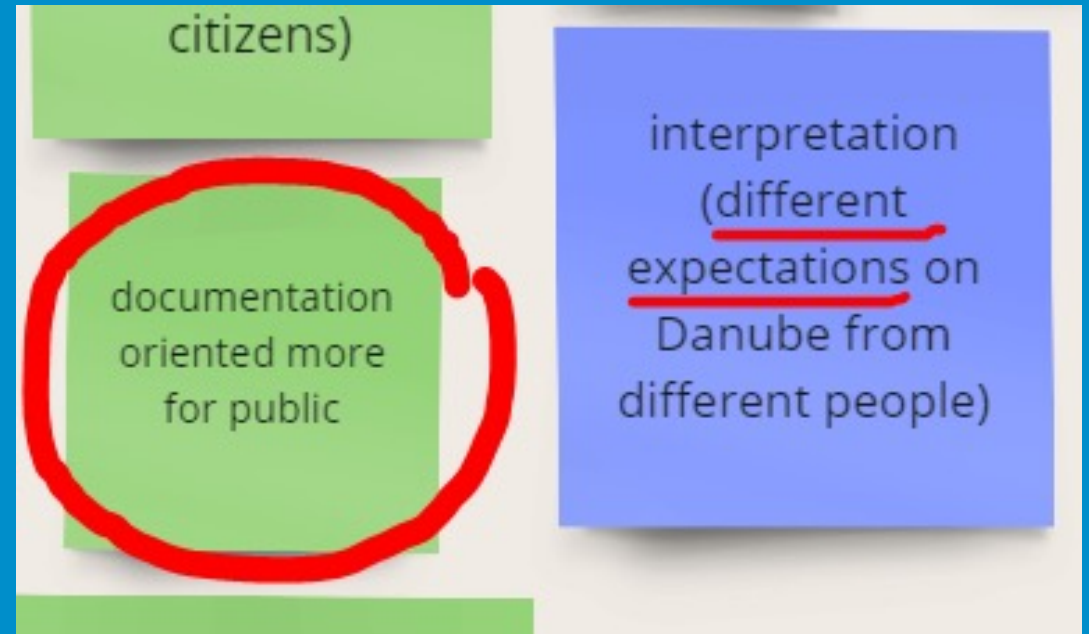 citizens)
documentation
oriented more
for public
interpretation
(different
expectations on
Danube from
different people)